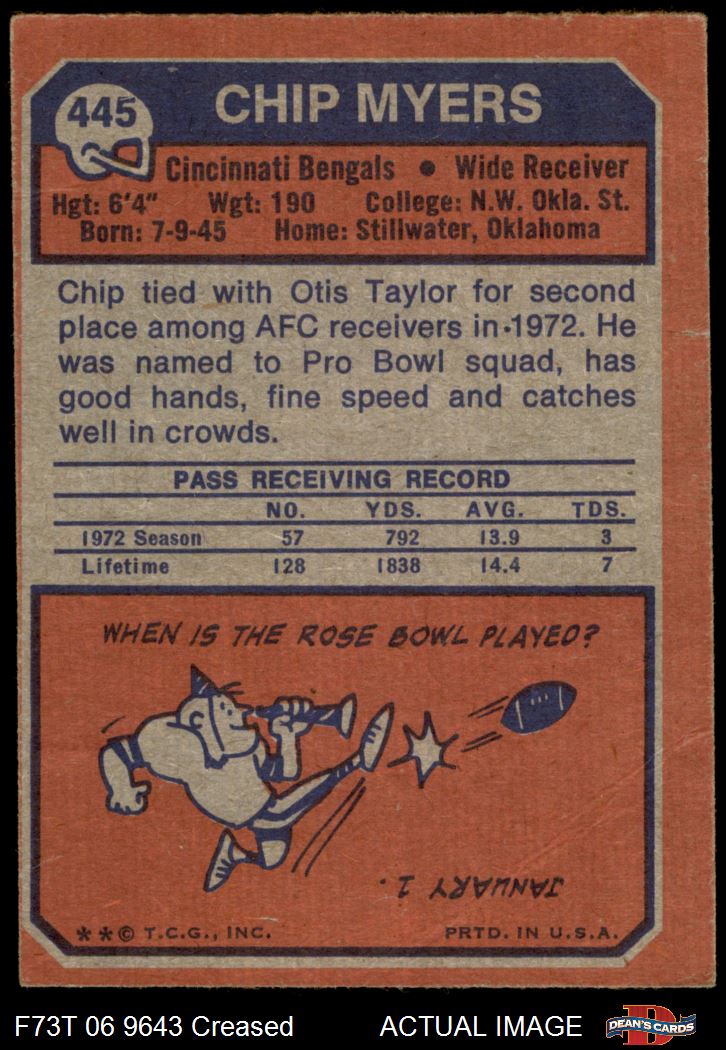 445
CHIP MYERS
Cincinnati Bengals • Wide Receiver
Hgt: 6'4" Wgt: 190 College: N.W. Okla. St.
Born: 7-9-45 Home: Stillwater, Oklahoma
Chip tied with Otis Taylor for second
place among AFC receivers in 1972. He
was named to Pro Bowl squad, has
good hands, fine speed and catches
well in crowds.
PASS RECEIVING RECORD
NO. YDS. AVG. TDS.
1972 Season 57 792 13.9 3
Lifetime 128 1838 14.4 7
WHEN IS THE ROSE BOWL PLAYED?
JANUARY 1.
**© T.C.G., INC. PRTD. IN U.S.A.
F73T 06 9643 Creased ACTUAL IMAGE
DEAN'S CARDS